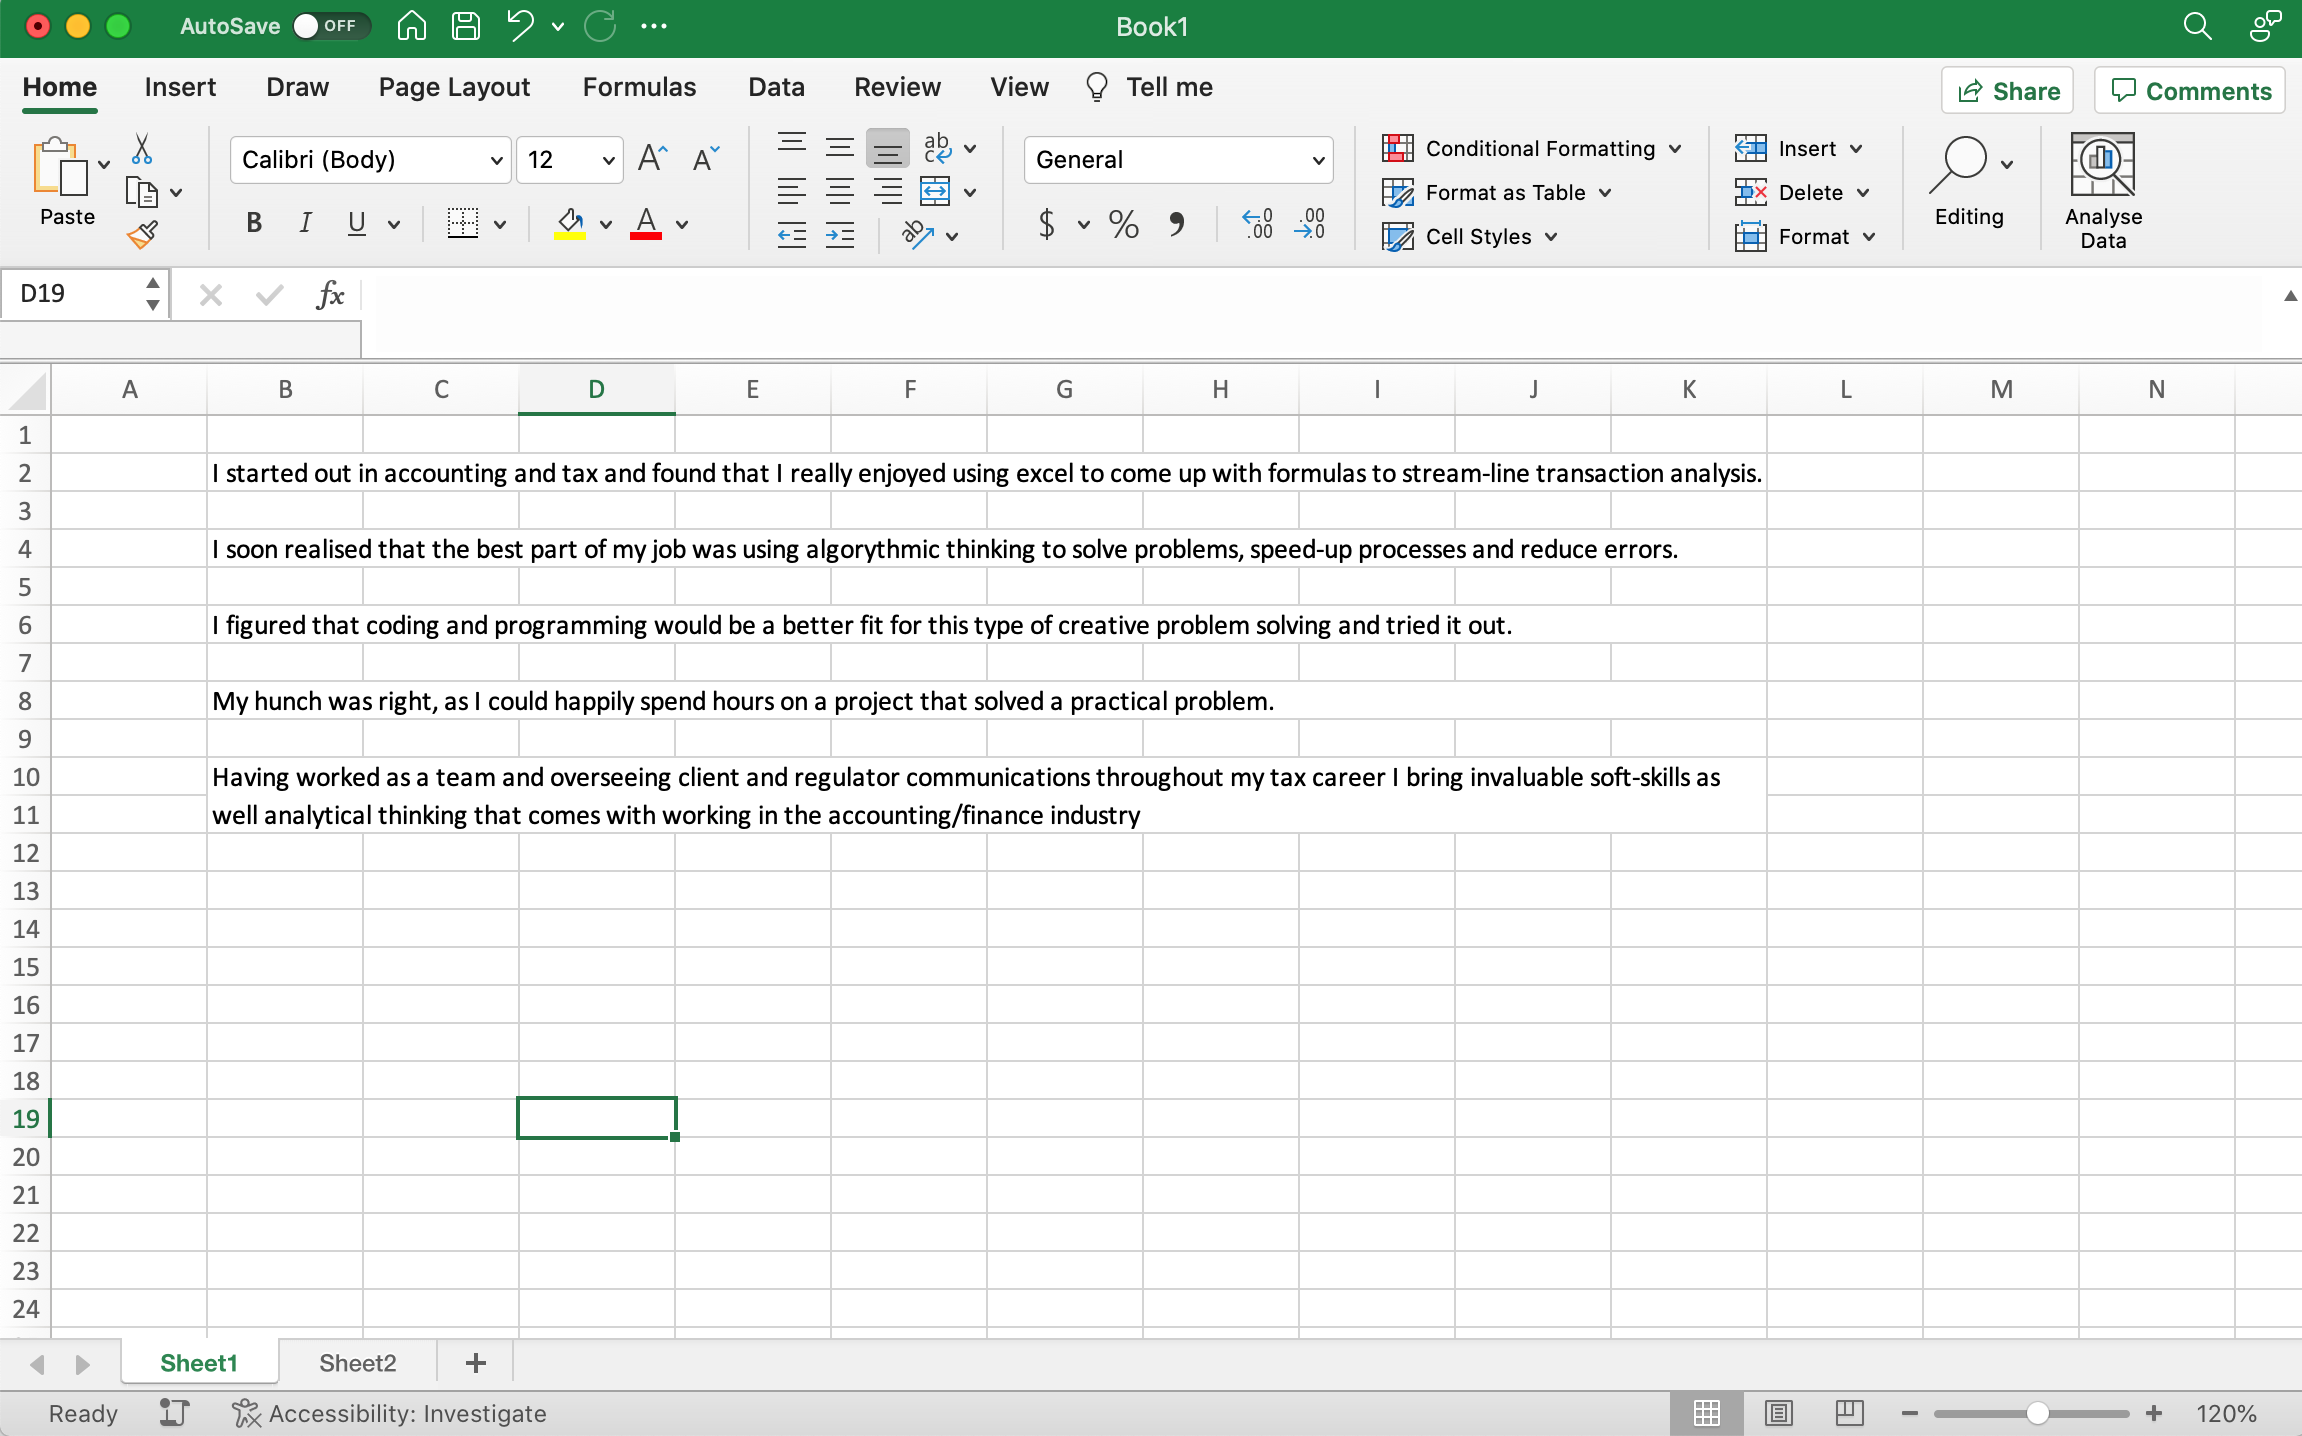 AutoSave OFF Book1
Home Insert Draw Page Layout Formulas Data Review View Tell me Share Comments
Paste Calibri (Body) 12 A A ab c General Conditional Formatting Insert Editing Analyse Data
B I U A ab $ % , .0 .00 .00 .0 Format as Table Delete
Cell Styles Format
D19 fx
A B C D E F G H I J K L M N
1
2 I started out in accounting and tax and found that I really enjoyed using excel to come up with formulas to stream-line transaction analysis.
3
4 I soon realised that the best part of my job was using algorythmic thinking to solve problems, speed-up processes and reduce errors.
5
6 I figured that coding and programming would be a better fit for this type of creative problem solving and tried it out.
7
8 My hunch was right, as I could happily spend hours on a project that solved a practical problem.
9
10 Having worked as a team and overseeing client and regulator communications throughout my tax career I bring invaluable soft-skills as
11 well analytical thinking that comes with working in the accounting/finance industry
12
13
14
15
16
17
18
19
20
21
22
23
24
Sheet1 Sheet2 +
Ready Accessibility: Investigate 120%